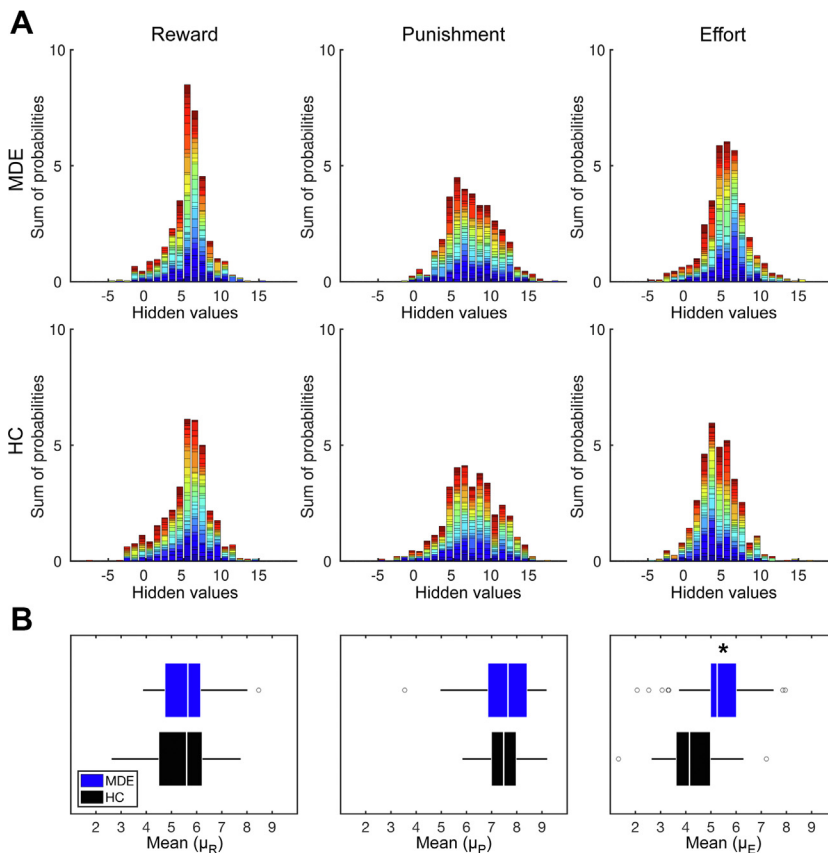 A
Reward Punishment Effort
MDE
Sum of probabilities Sum of probabilities Sum of probabilities
10 10 10
5 5 5
0 0 0
-5 0 5 10 15 -5 0 5 10 15 -5 0 5 10 15
Hidden values Hidden values Hidden values
HC
Sum of probabilities Sum of probabilities Sum of probabilities
10 10 10
5 5 5
0 0 0
-5 0 5 10 15 -5 0 5 10 15 -5 0 5 10 15
Hidden values Hidden values Hidden values
B
*
MDE
HC
2 3 4 5 6 7 8 9 2 3 4 5 6 7 8 9 2 3 4 5 6 7 8 9
Mean (μR) Mean (μP) Mean (μE)